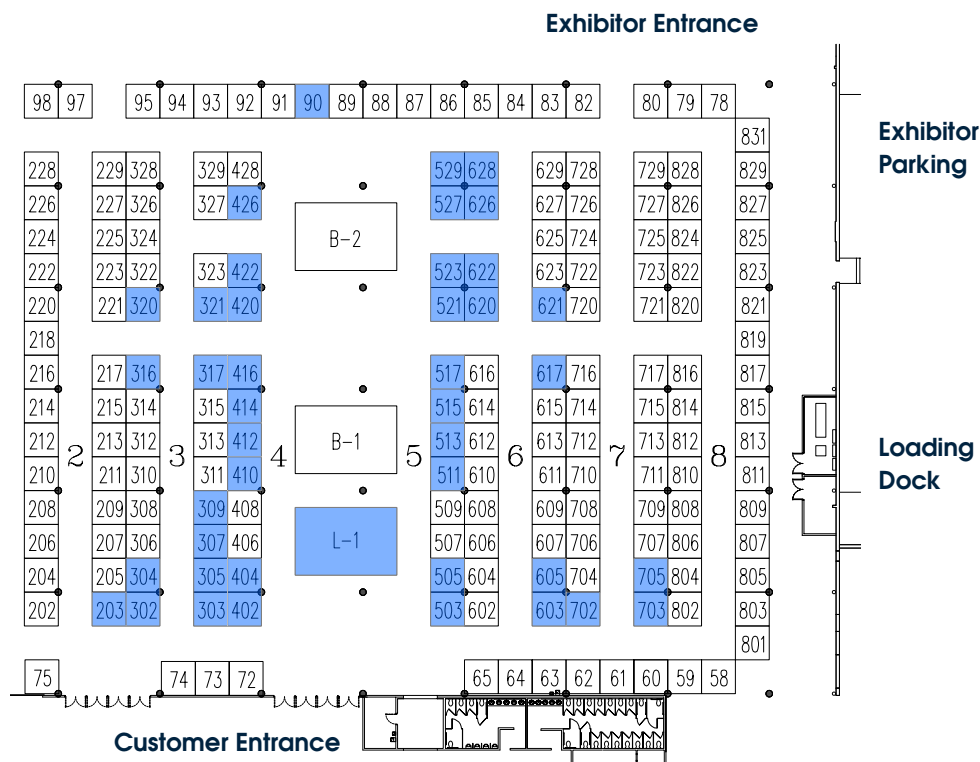 Exhibitor Entrance
98 97 95 94 93 92 91 90 89 88 87 86 85 84 83 82 80 79 78
831
Exhibitor
Parking
228 229 328 329 428 529 628 629 728 729 828 829
226 227 326 327 426 527 626 627 726 727 826 827
224 225 324 B-2 625 724 725 824 825
222 223 322 323 422 523 622 623 722 723 822 823
220 221 320 321 420 521 620 621 720 721 820 821
218 819
216 217 316 317 416 517 616 617 716 717 816 817
214 215 314 315 414 515 614 615 714 715 814 815
212 213 312 313 412 B-1 513 612 613 712 713 812 813
2 3 4 5 6 7 8
Loading
Dock
210 211 310 311 410 511 610 611 710 711 810 811
208 209 308 309 408 509 608 609 708 709 808 809
206 207 306 307 406 L-1 507 606 607 706 707 806 807
204 205 304 305 404 505 604 605 704 705 804 805
202 203 302 303 402 503 602 603 702 703 802 803
801
75 74 73 72 65 64 63 62 61 60 59 58
Customer Entrance